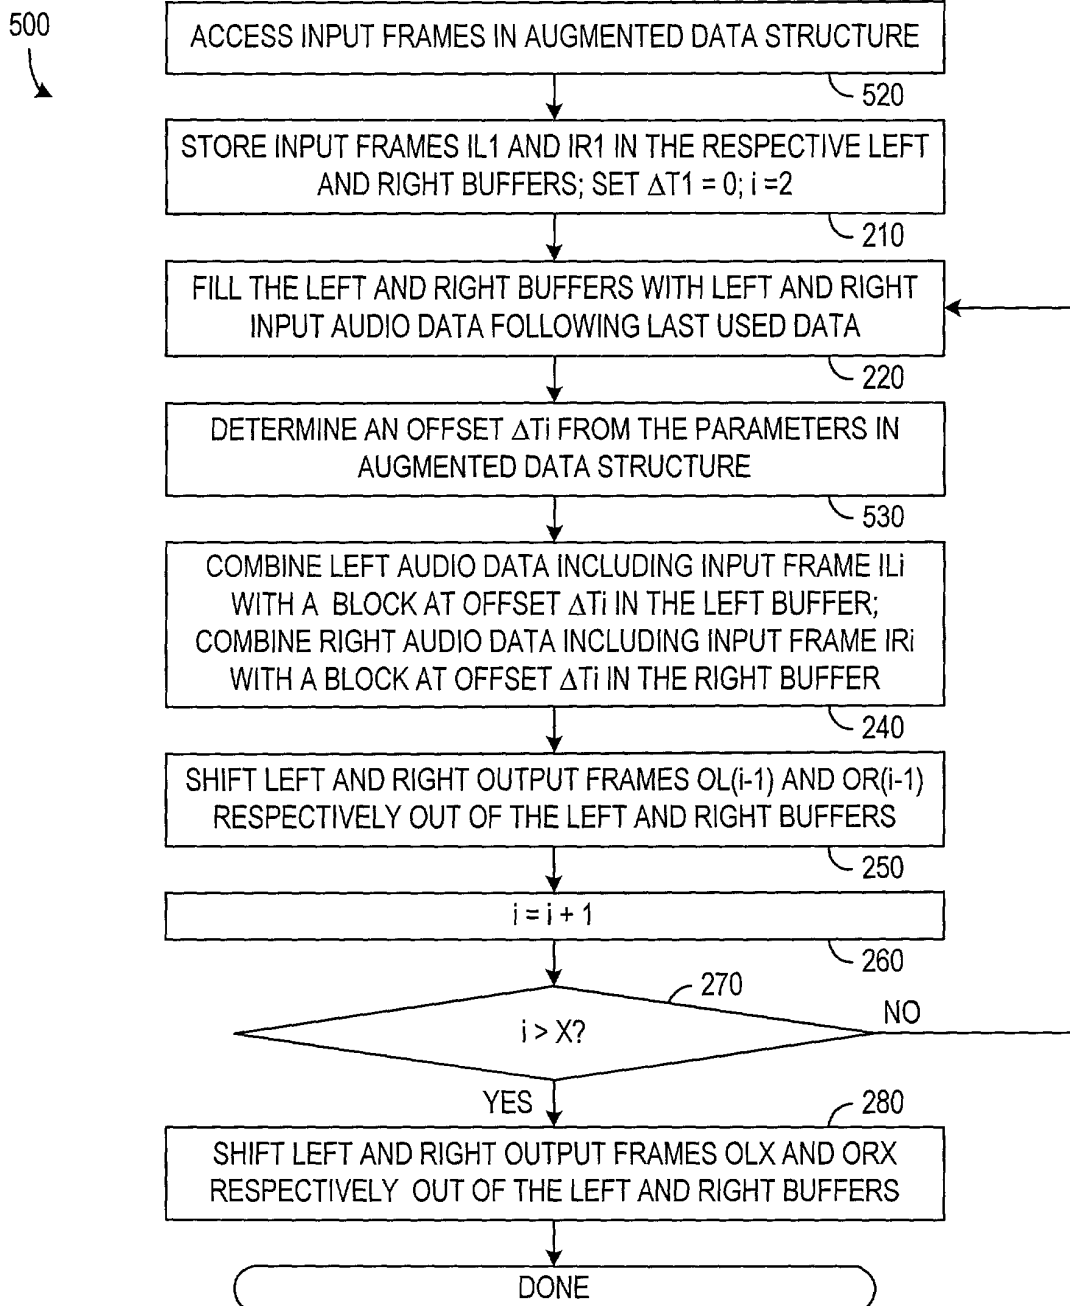 500
ACCESS INPUT FRAMES IN AUGMENTED DATA STRUCTURE
520
STORE INPUT FRAMES IL1 AND IR1 IN THE RESPECTIVE LEFT
AND RIGHT BUFFERS; SET ΔT1 = 0; i =2
210
FILL THE LEFT AND RIGHT BUFFERS WITH LEFT AND RIGHT
INPUT AUDIO DATA FOLLOWING LAST USED DATA
220
DETERMINE AN OFFSET ΔTi FROM THE PARAMETERS IN
AUGMENTED DATA STRUCTURE
530
COMBINE LEFT AUDIO DATA INCLUDING INPUT FRAME ILi
WITH A BLOCK AT OFFSET ΔTi IN THE LEFT BUFFER;
COMBINE RIGHT AUDIO DATA INCLUDING INPUT FRAME IRi
WITH A BLOCK AT OFFSET ΔTi IN THE RIGHT BUFFER
240
SHIFT LEFT AND RIGHT OUTPUT FRAMES OL(i-1) AND OR(i-1)
RESPECTIVELY OUT OF THE LEFT AND RIGHT BUFFERS
250
i = i + 1
260
270
i > X?
NO
YES
280
SHIFT LEFT AND RIGHT OUTPUT FRAMES OLX AND ORX
RESPECTIVELY OUT OF THE LEFT AND RIGHT BUFFERS
DONE